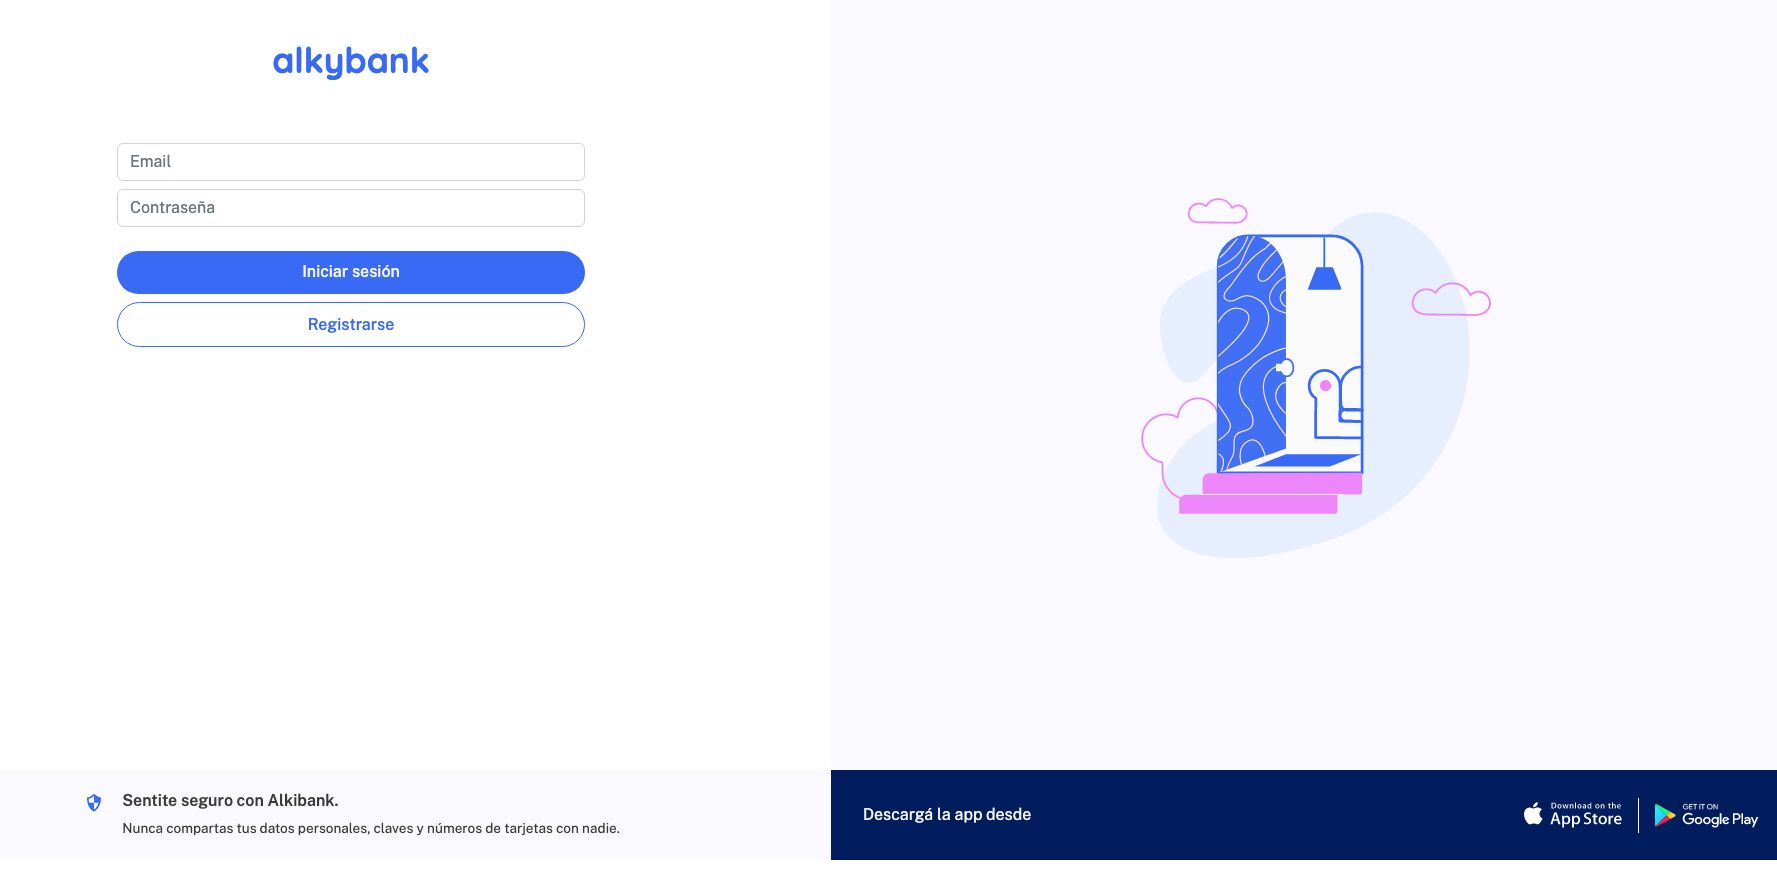 alkybank
Email
Contraseña
Iniciar sesión
Registrarse
Sentite seguro con Alkibank.
Nunca compartas tus datos personales, claves y números de tarjetas con nadie.
Descargá la app desde
Download on the
App Store
GET IT ON
Google Play